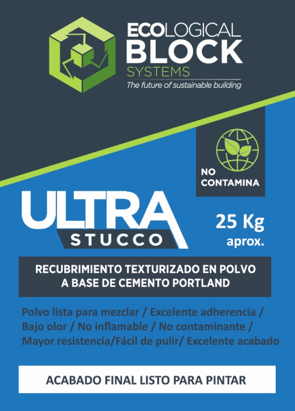 ECOLOGICAL
BLOCK
SYSTEMS
The future of sustainable building
NO
CONTAMINA
ULTRA
STUCCO
25 Kg
aprox.
RECUBRIMIENTO TEXTURIZADO EN POLVO
A BASE DE CEMENTO PORTLAND
Polvo lista para mezclar / Excelente adherencia /
Bajo olor / No inflamable / No contaminante /
Mayor resistencia/Fácil de pulir/ Excelente acabado
ACABADO FINAL LISTO PARA PINTAR